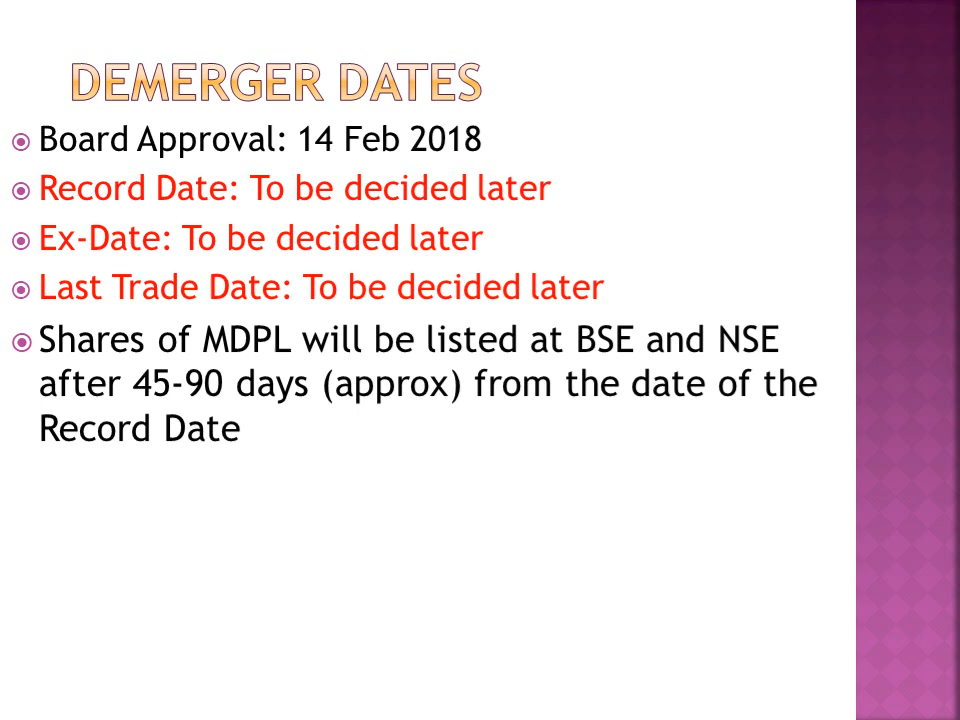 DEMERGER DATES
Board Approval: 14 Feb 2018
Record Date: To be decided later
Ex-Date: To be decided later
Last Trade Date: To be decided later
Shares of MDPL will be listed at BSE and NSE
after 45-90 days (approx) from the date of the
Record Date